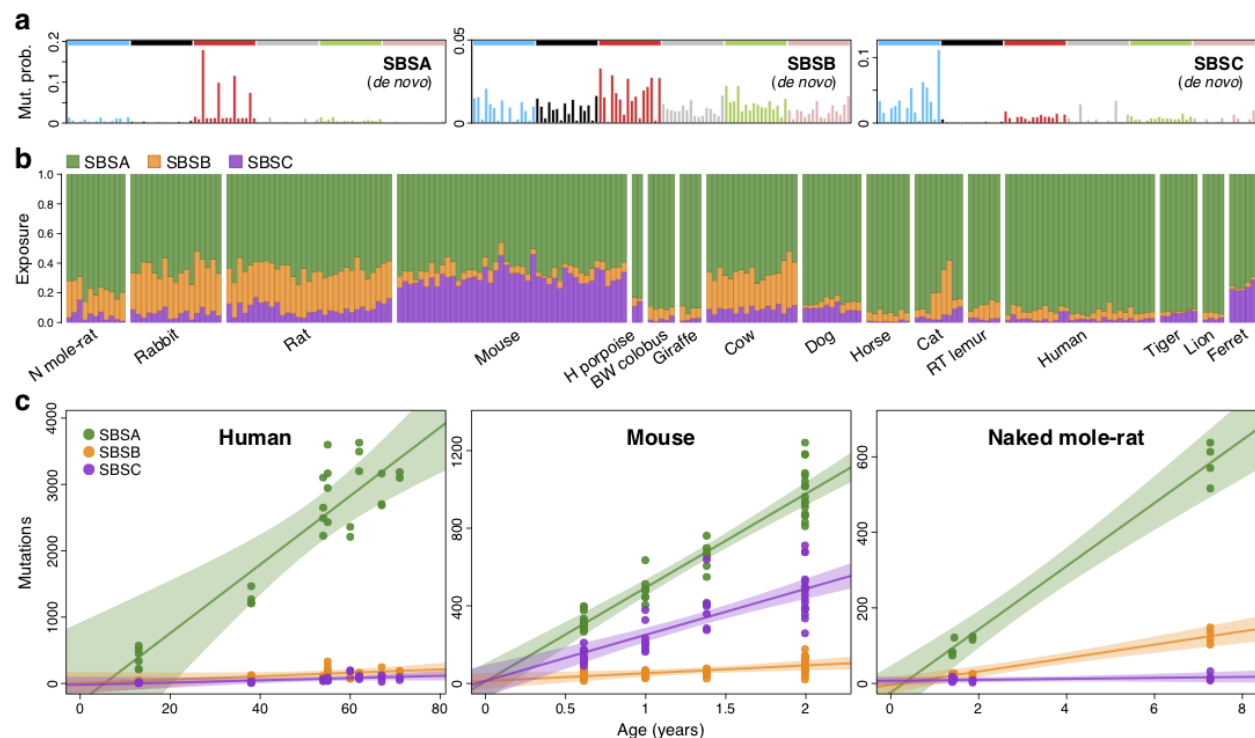 a
Mut. prob.
0.2
0.1
0
SBSA
(de novo)
0.05
0
SBSB
(de novo)
0.1
0
SBSC
(de novo)
b
SBSA SBSB SBSC
Exposure
1.0
0.8
0.6
0.4
0.2
0.0
N mole-rat
Rabbit
Rat
Mouse
H porpoise
BW colobus
Giraffe
Cow
Dog
Horse
Cat
RT lemur
Human
Tiger
Lion
Ferret
c
Mutations
4000
3000
2000
1000
0
SBSA
SBSB
SBSC
Human
0 20 40 60 80
1200
800
400
0
Mouse
0 0.5 1 1.5 2
Age (years)
600
400
200
0
Naked mole-rat
0 2 4 6 8